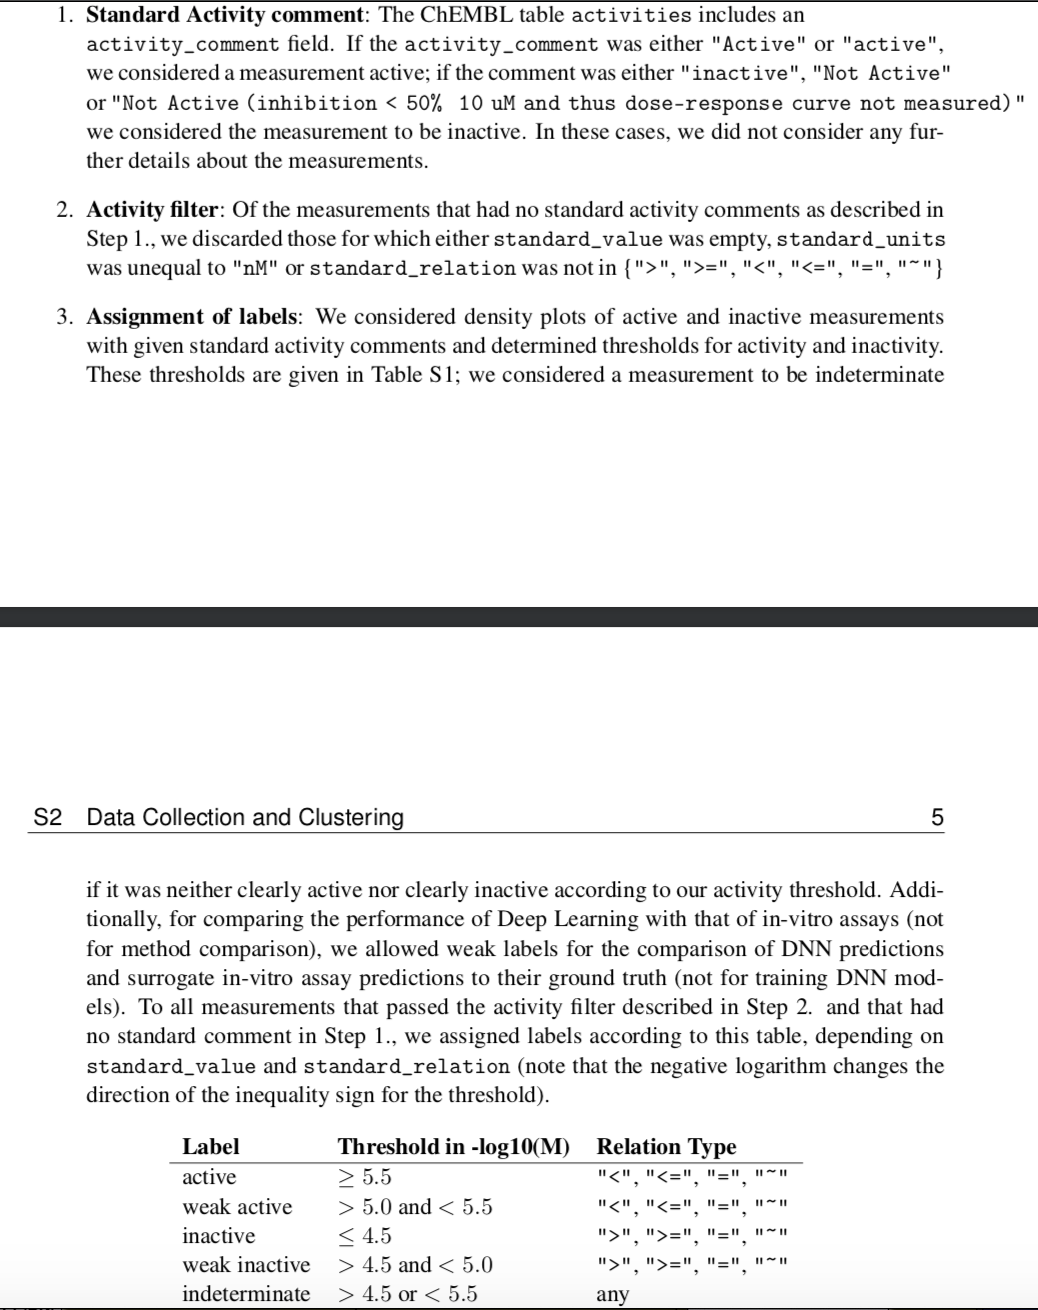 1. Standard Activity comment: The ChEMBL table activities includes an
activity_comment field. If the activity_comment was either "Active" or "active",
we considered a measurement active; if the comment was either "inactive", "Not Active"
or "Not Active (inhibition < 50% 10 uM and thus dose-response curve not measured)"
we considered the measurement to be inactive. In these cases, we did not consider any fur-
ther details about the measurements.
2. Activity filter: Of the measurements that had no standard activity comments as described in
Step 1., we discarded those for which either standard_value was empty, standard_units
was unequal to "nM" or standard_relation was not in {">", ">=", "<", "<=", "=", "~"}
3. Assignment of labels: We considered density plots of active and inactive measurements
with given standard activity comments and determined thresholds for activity and inactivity.
These thresholds are given in Table S1; we considered a measurement to be indeterminate
S2 Data Collection and Clustering 5
if it was neither clearly active nor clearly inactive according to our activity threshold. Addi-
tionally, for comparing the performance of Deep Learning with that of in-vitro assays (not
for method comparison), we allowed weak labels for the comparison of DNN predictions
and surrogate in-vitro assay predictions to their ground truth (not for training DNN mod-
els). To all measurements that passed the activity filter described in Step 2. and that had
no standard comment in Step 1., we assigned labels according to this table, depending on
standard_value and standard_relation (note that the negative logarithm changes the
direction of the inequality sign for the threshold).
Label Threshold in -log10(M) Relation Type
active ≥ 5.5 "<", "<=", "=", "~"
weak active > 5.0 and < 5.5 "<", "<=", "=", "~"
inactive ≤ 4.5 ">", ">=", "=", "~"
weak inactive > 4.5 and < 5.0 ">", ">=", "=", "~"
indeterminate > 4.5 or < 5.5 any